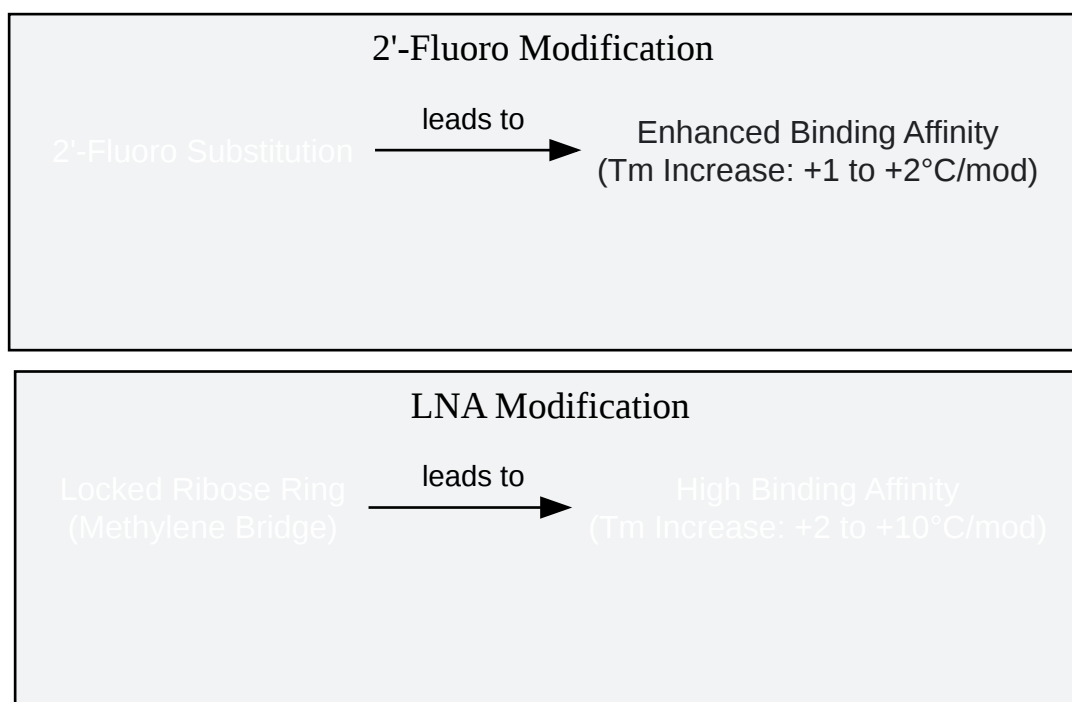 2'-Fluoro Modification
leads to
2'-Fluoro Substitution
Enhanced Binding Affinity
(Tm Increase: +1 to +2°C/mod)
LNA Modification
leads to
Locked Ribose Ring
(Methylene Bridge)
High Binding Affinity
(Tm Increase: +2 to +10°C/mod)